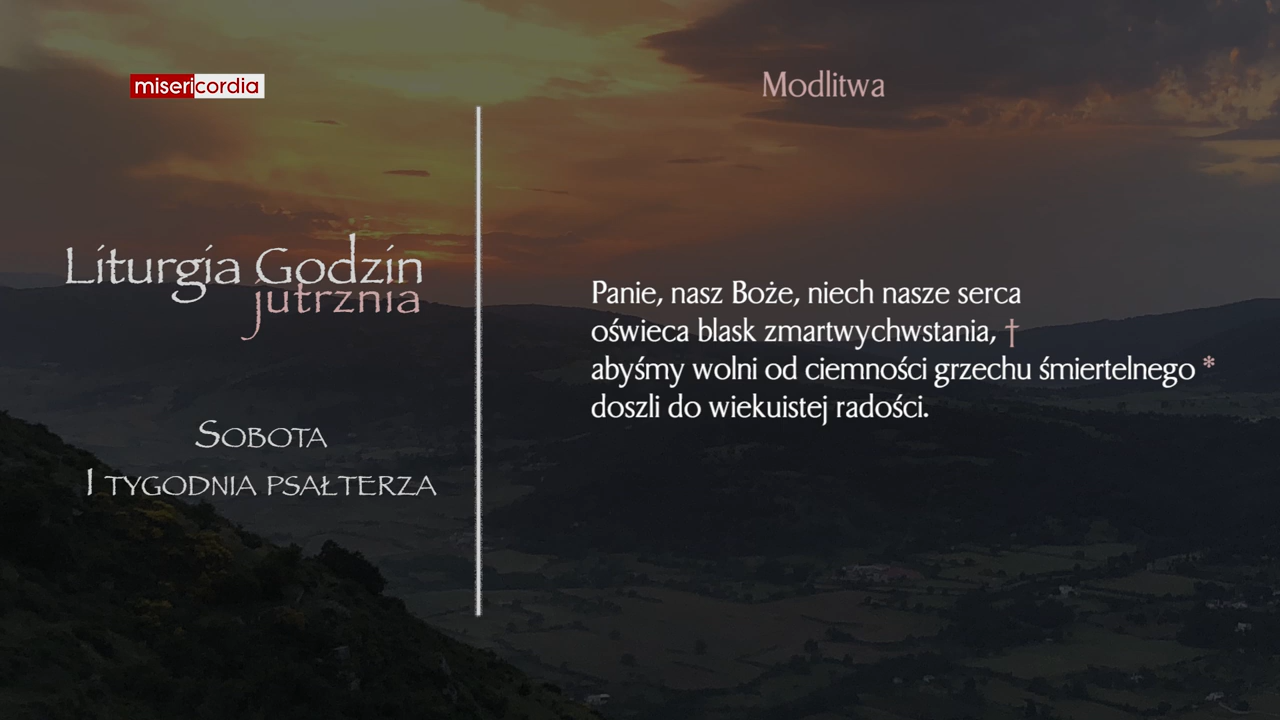 misericordia
Liturgia Godzin
jutrznia
Sobota
I tygodnia psałterza
Modlitwa
Panie, nasz Boże, niech nasze serca
oświeca blask zmartwychwstania, †
abyśmy wolni od ciemności grzechu śmiertelnego *
doszli do wiekuistej radości.